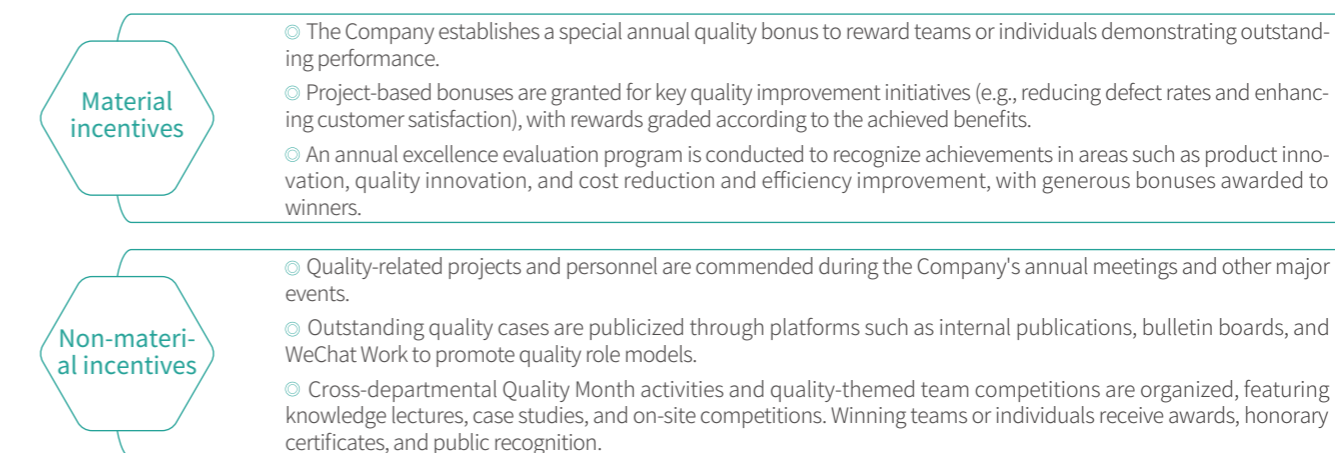 Material
incentives
◎ The Company establishes a special annual quality bonus to reward teams or individuals demonstrating outstand-
ing performance.
◎ Project-based bonuses are granted for key quality improvement initiatives (e.g., reducing defect rates and enhanc-
ing customer satisfaction), with rewards graded according to the achieved benefits.
◎ An annual excellence evaluation program is conducted to recognize achievements in areas such as product inno-
vation, quality innovation, and cost reduction and efficiency improvement, with generous bonuses awarded to
winners.
Non-materi-
al incentives
◎ Quality-related projects and personnel are commended during the Company's annual meetings and other major
events.
◎ Outstanding quality cases are publicized through platforms such as internal publications, bulletin boards, and
WeChat Work to promote quality role models.
◎ Cross-departmental Quality Month activities and quality-themed team competitions are organized, featuring
knowledge lectures, case studies, and on-site competitions. Winning teams or individuals receive awards, honorary
certificates, and public recognition.